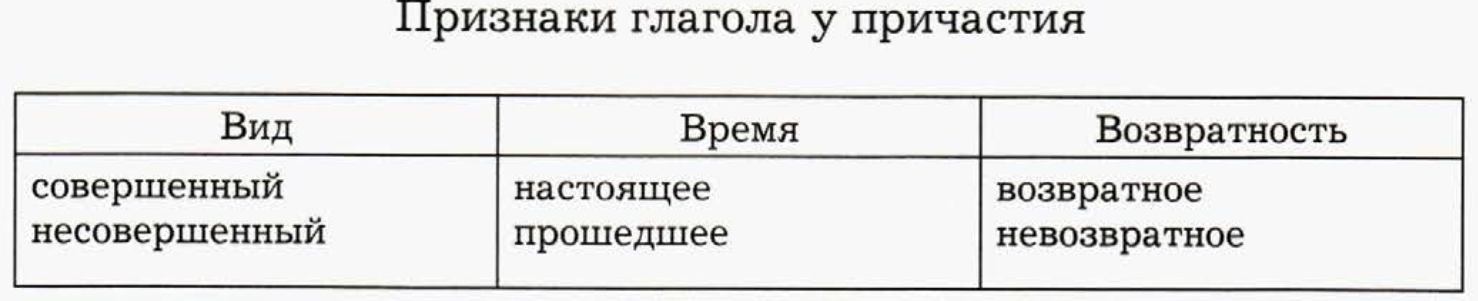 Признаки глагола у причастия
Вид Время Возвратность
совершенный настоящее возвратное
несовершенный прошедшее невозвратное